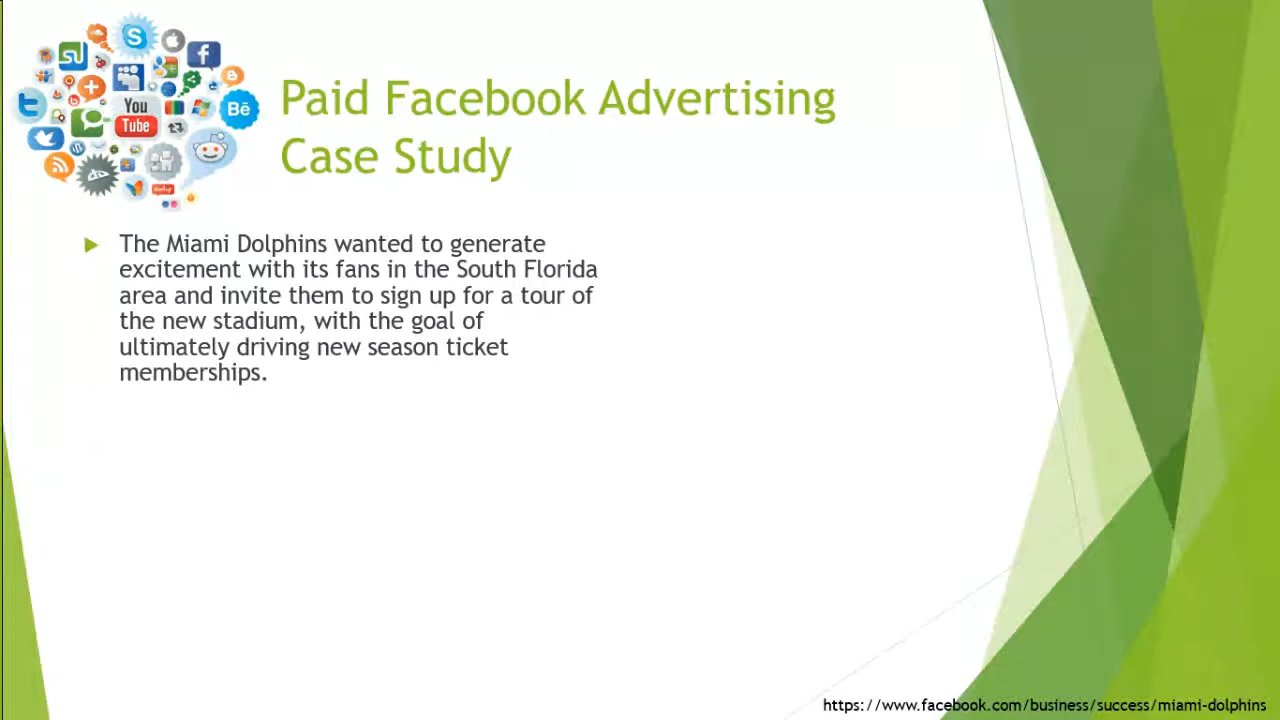 Paid Facebook Advertising
Case Study
You
Tube
The Miami Dolphins wanted to generate
excitement with its fans in the South Florida
area and invite them to sign up for a tour of
the new stadium, with the goal of
ultimately driving new season ticket
memberships.
https://www.facebook.com/business/success/miami-dolphins